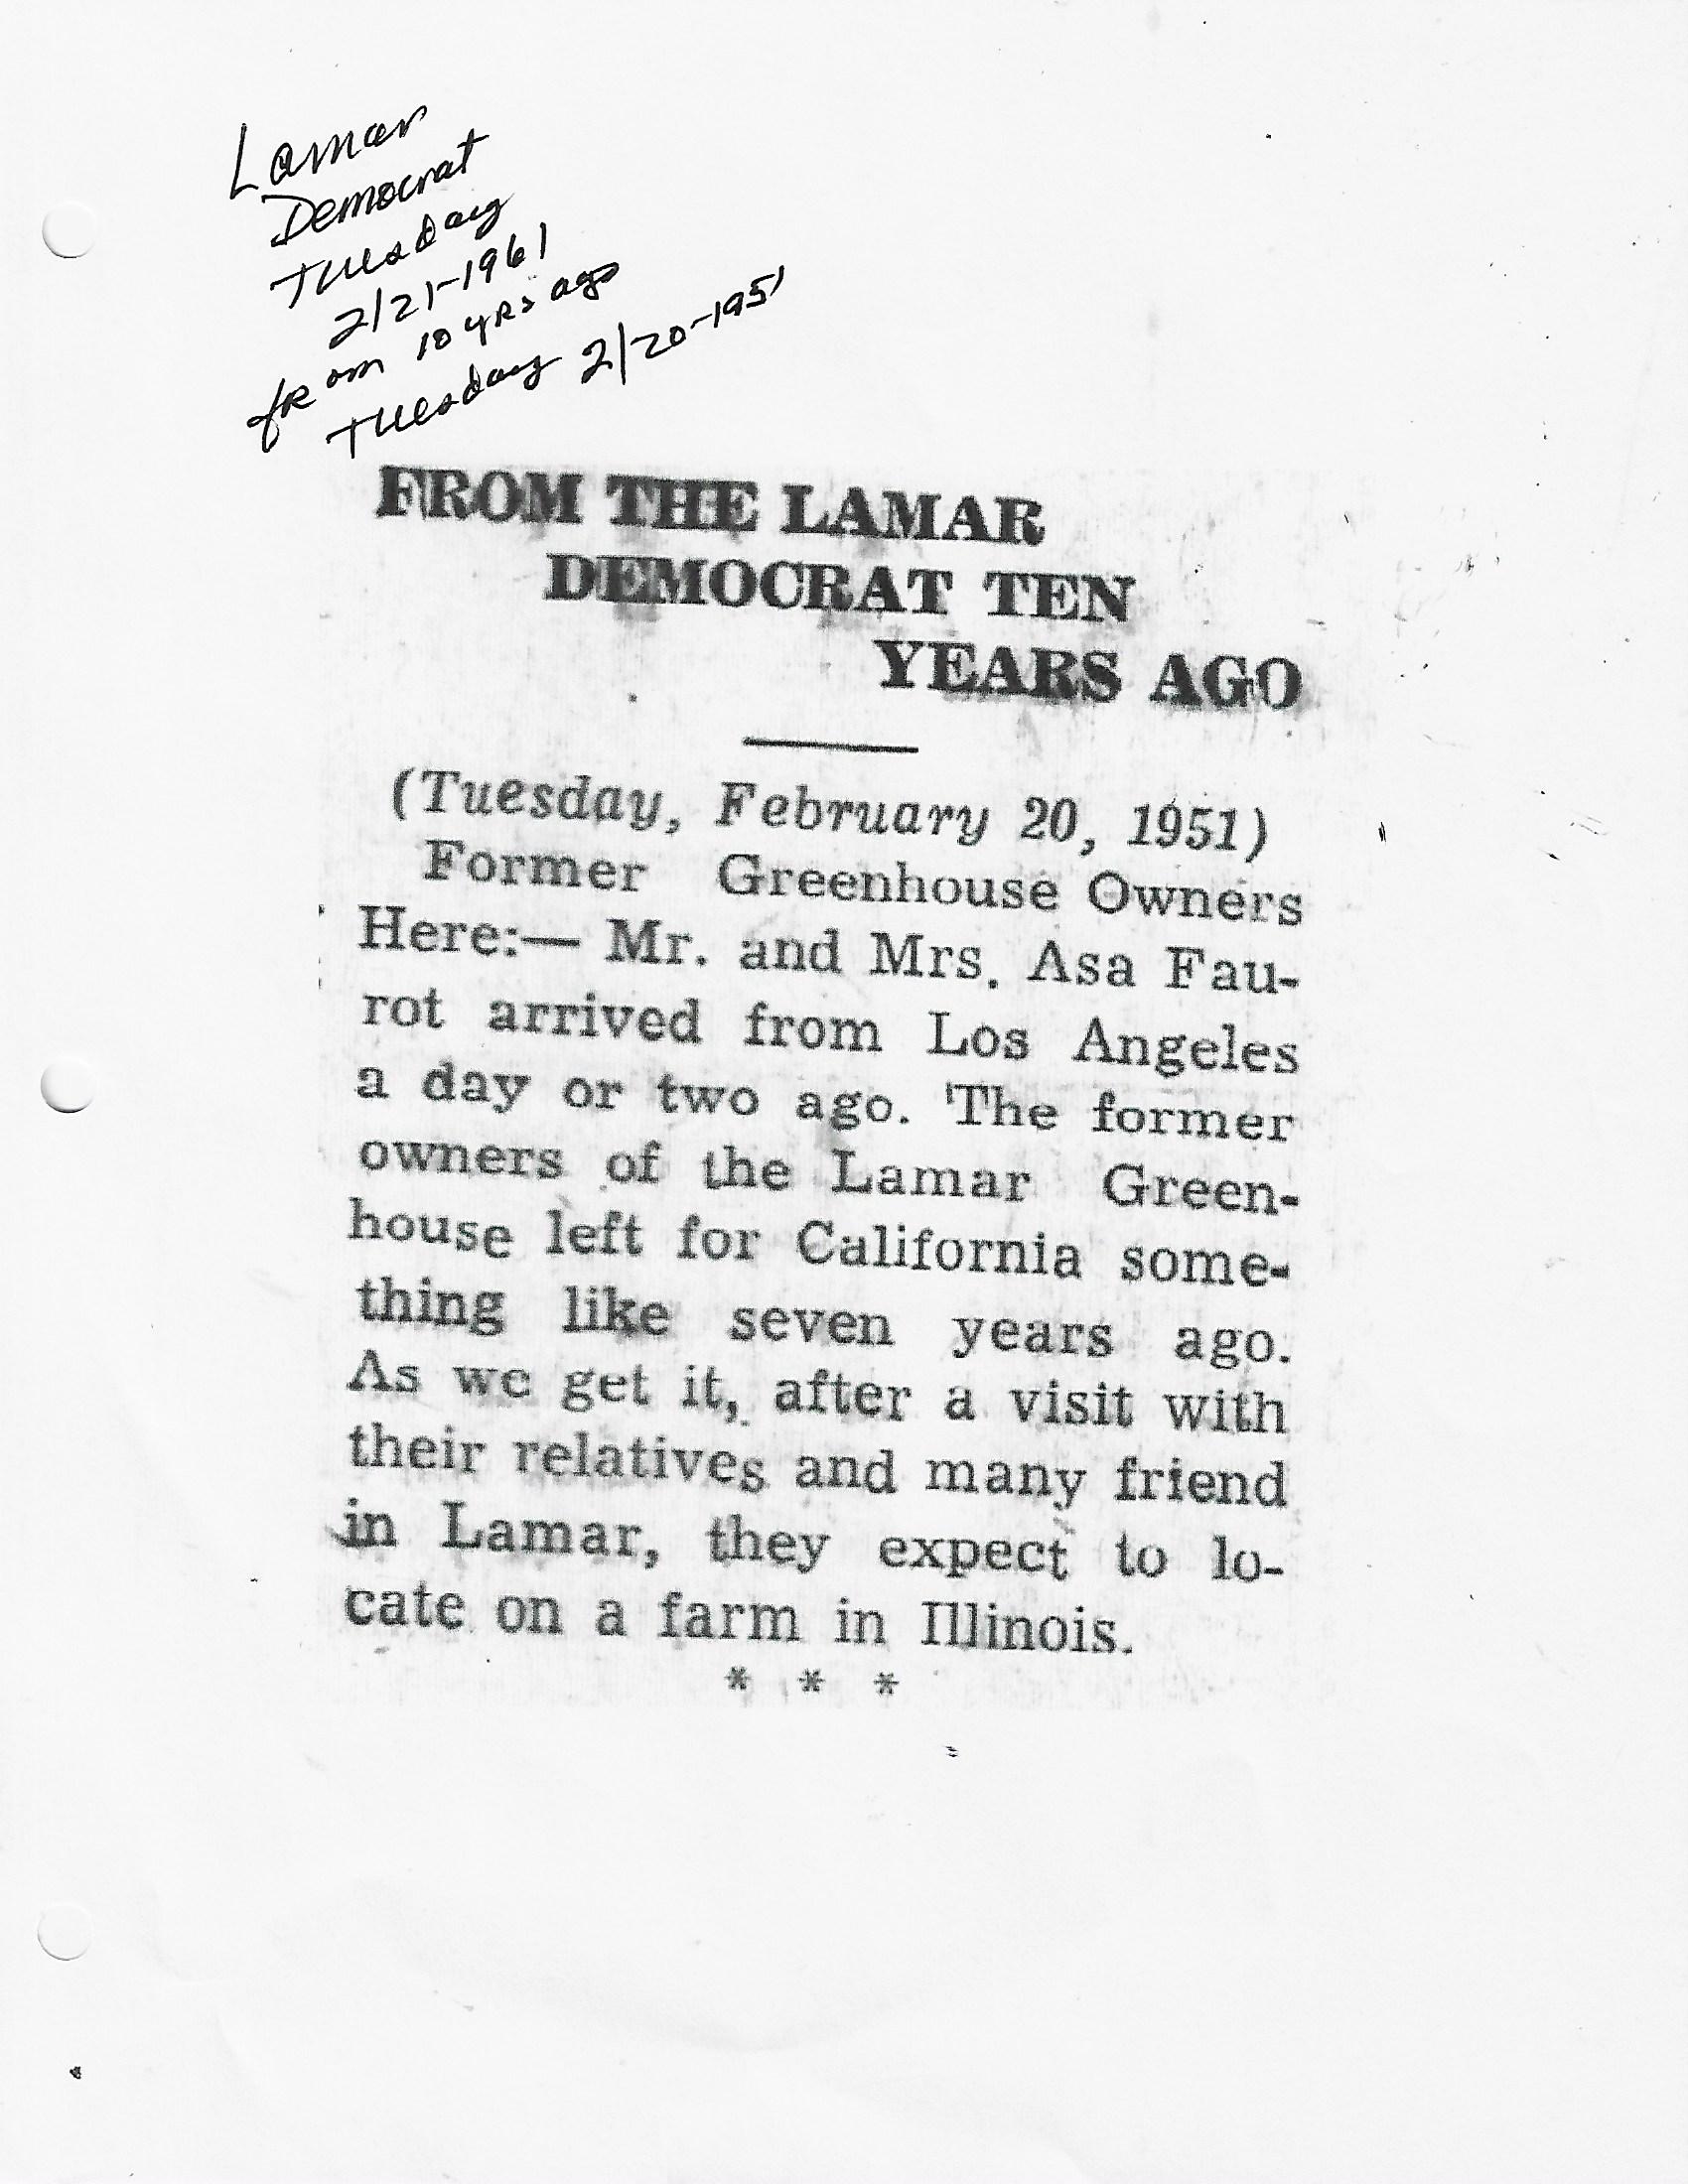 Lamar
Democrat
Tuesday
2/21-1961
from 10 yRs ago
Tuesday 2/20-1951
FROM THE LAMAR
DEMOCRAT TEN
YEARS AGO
(Tuesday, February 20, 1951)
Former Greenhouse Owners
Here:— Mr. and Mrs. Asa Fau-
rot arrived from Los Angeles
a day or two ago. The former
owners of the Lamar Green-
house left for California some-
thing like seven years ago.
As we get it, after a visit with
their relatives and many friend
in Lamar, they expect to lo-
cate on a farm in Illinois.
* * *